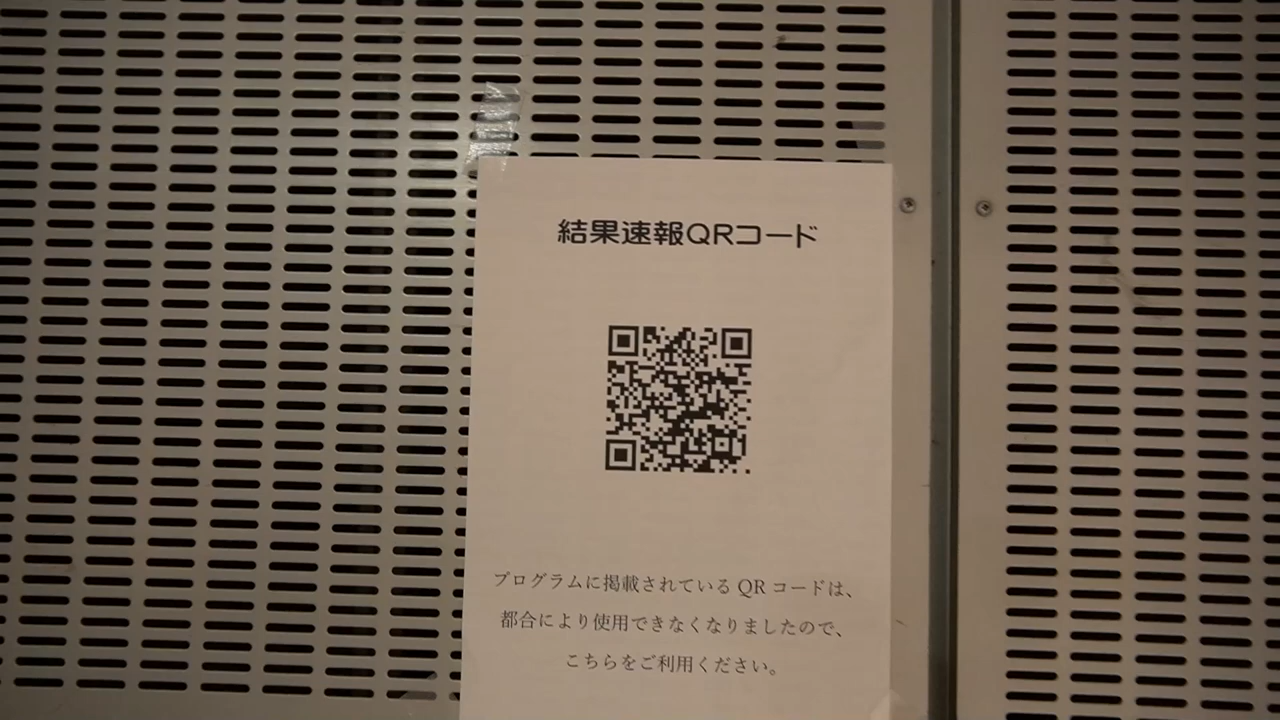 結果速報QRコード
プログラムに掲載されているQRコードは、
都合により使用できなくなりましたので、
こちらをご利用ください。